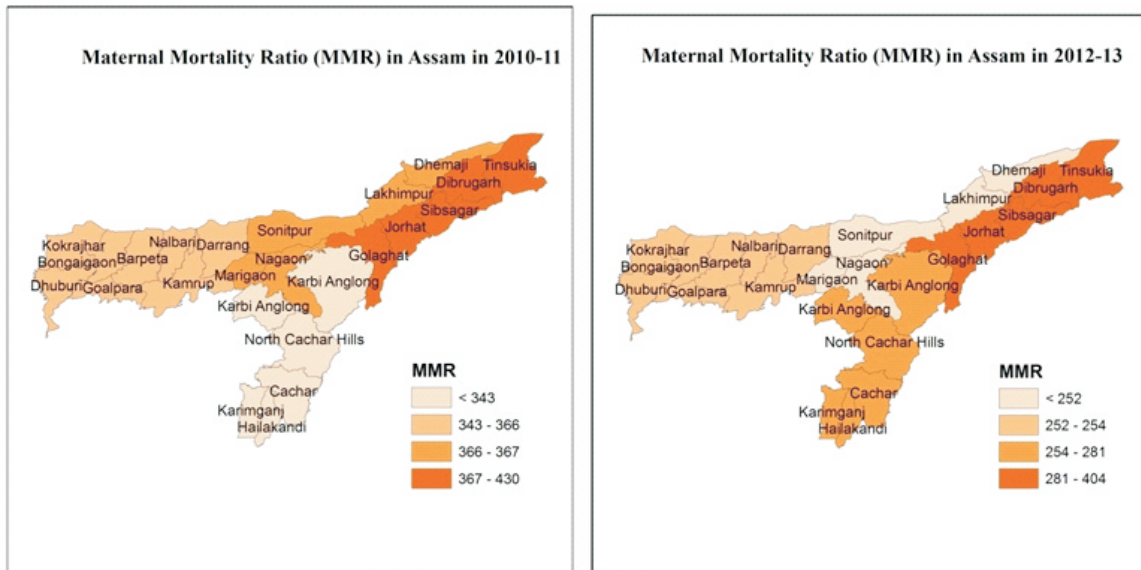 Maternal Mortality Ratio (MMR) in Assam in 2010-11
Dhemaji Tinsukia
Dibrugarh
Lakhimpur
Sibsagar
Sonitpur Jorhat
Kokrajhar Nalbari Darrang
Bongaigaon Barpeta Nagaon Golaghat
Dhuburi Goalpara Kamrup Marigaon Karbi Anglong
Karbi Anglong
North Cachar Hills
Cachar
Karimganj
Hailakandi
MMR
< 343
343 - 366
366 - 367
367 - 430
Maternal Mortality Ratio (MMR) in Assam in 2012-13
Dhemaji Tinsukia
Dibrugarh
Lakhimpur
Sibsagar
Sonitpur Jorhat
Kokrajhar Nalbari Darrang
Bongaigaon Barpeta Nagaon Golaghat
Dhuburi Goalpara Kamrup Marigaon Karbi Anglong
Karbi Anglong
North Cachar Hills
Cachar
Karimganj
Hailakandi
MMR
< 252
252 - 254
254 - 281
281 - 404